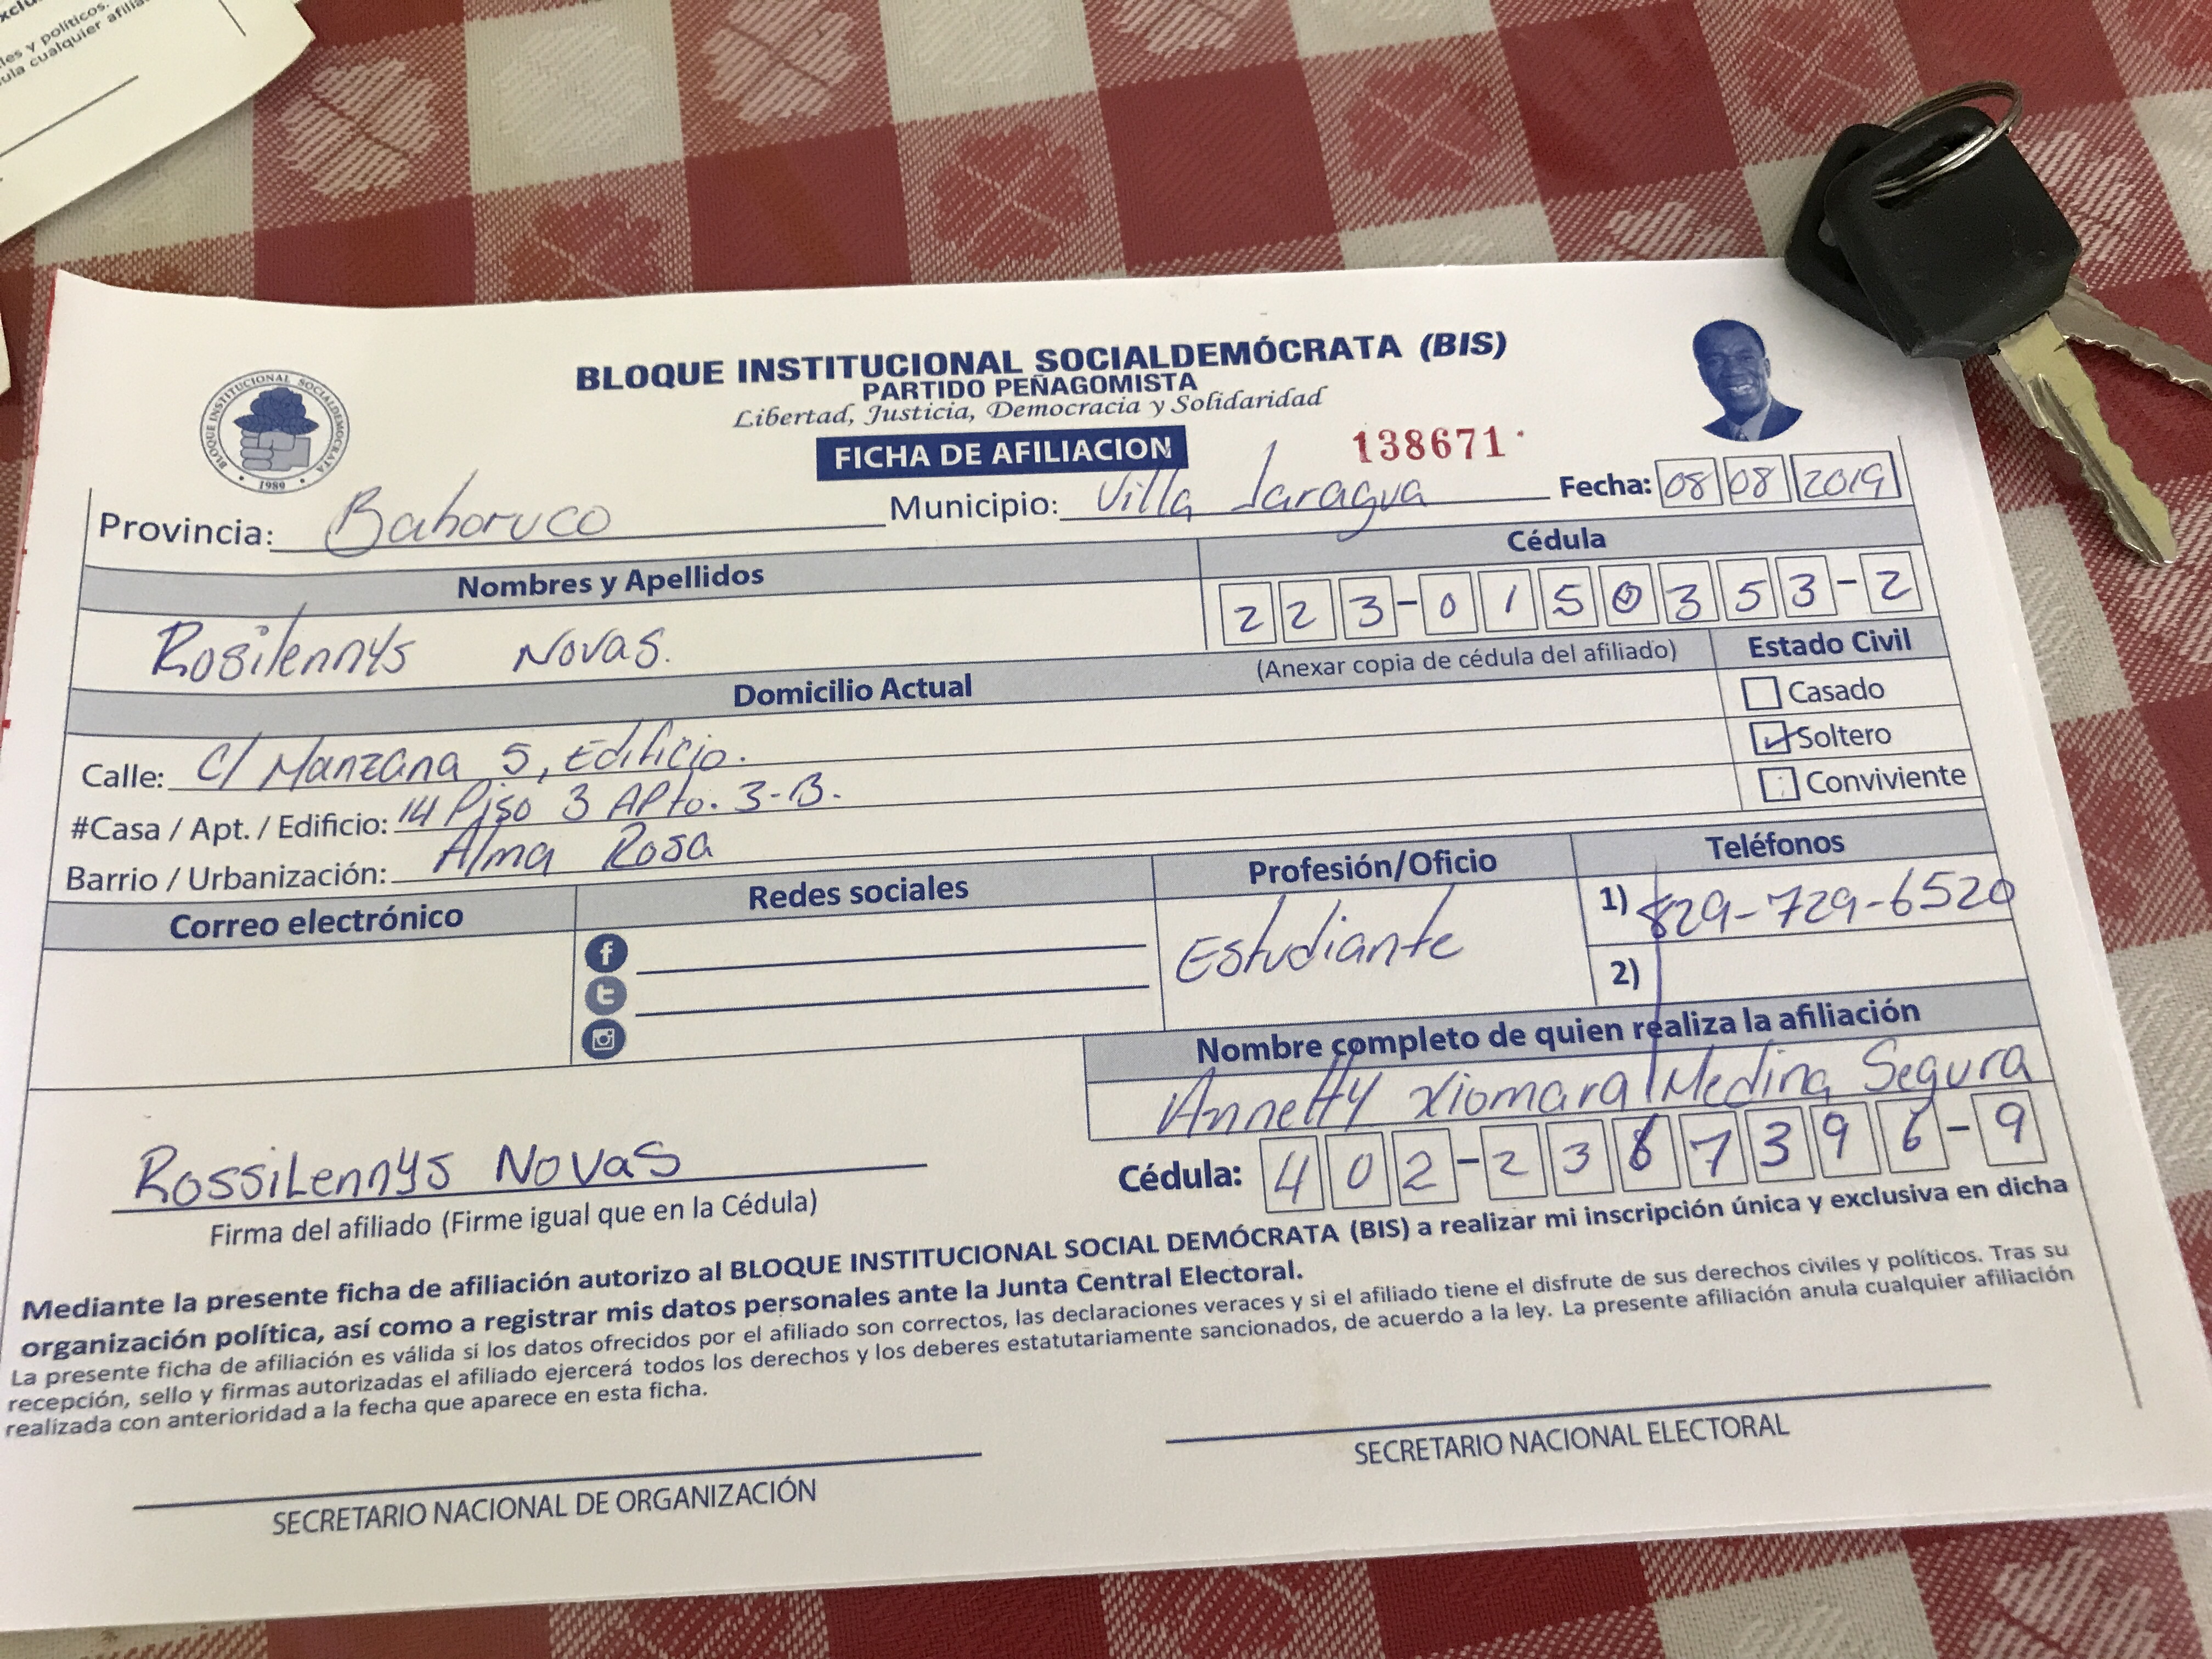 xclu
les y políticos.
ula cualquier afilia
BLOQUE INSTITUCIONAL SOCIALDEMÓCRATA (BIS)
PARTIDO PEÑAGOMISTA
Libertad, Justicia, Democracia y Solidaridad
BLOQUE INSTITUCIONAL SOCIALDEMÓCRATA
1989
FICHA DE AFILIACION
138671
Provincia: Bahoruco Municipio: Villa Jaragua Fecha: 08 08 2019
Nombres y Apellidos Cédula
Rosilennys Novas. 223-0150353-2
(Anexar copia de cédula del afiliado)
Domicilio Actual Estado Civil
Casado
Calle: C/ Manzana 5, Edificio. Soltero
#Casa / Apt. / Edificio: 14 Piso 3 APto. 3-B. Conviviente
Barrio / Urbanización: Alma Rosa
Correo electrónico Redes sociales Profesión/Oficio Teléfonos
Estudiante 1) 829-729-6520
2)
Nombre completo de quien realiza la afiliación
Annetty Xiomara Medina Segura
Rossilennys Novas Cédula: 402-2387396-9
Firma del afiliado (Firme igual que en la Cédula)
Mediante la presente ficha de afiliación autorizo al BLOQUE INSTITUCIONAL SOCIAL DEMÓCRATA (BIS) a realizar mi inscripción única y exclusiva en dicha
organización política, así como a registrar mis datos personales ante la Junta Central Electoral.
La presente ficha de afiliación es válida si los datos ofrecidos por el afiliado son correctos, las declaraciones veraces y si el afiliado tiene el disfrute de sus derechos civiles y políticos. Tras su
recepción, sello y firmas autorizadas el afiliado ejercerá todos los derechos y los deberes estatutariamente sancionados, de acuerdo a la ley. La presente afiliación anula cualquier afiliación
realizada con anterioridad a la fecha que aparece en esta ficha.
SECRETARIO NACIONAL DE ORGANIZACIÓN
SECRETARIO NACIONAL ELECTORAL